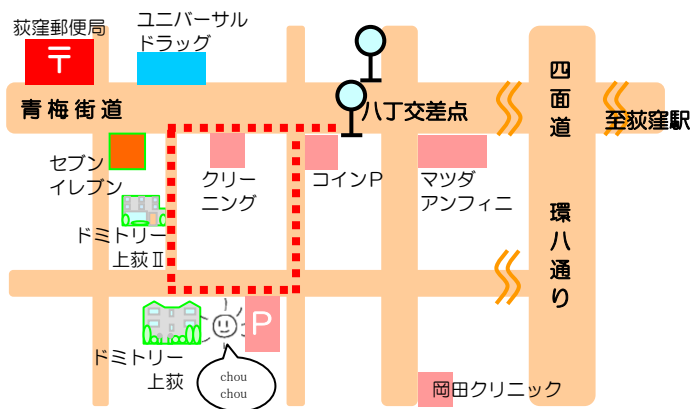 荻窪郵便局
〒
ユニバーサル
ドラッグ
青梅街道
八丁交差点
四面道
至荻窪駅
セブン
イレブン
クリー
ニング
コインP
マツダ
アンフィニ
ドミトリー
上荻Ⅱ
環八通り
P
ドミトリー
上荻
chou
chou
岡田クリニック